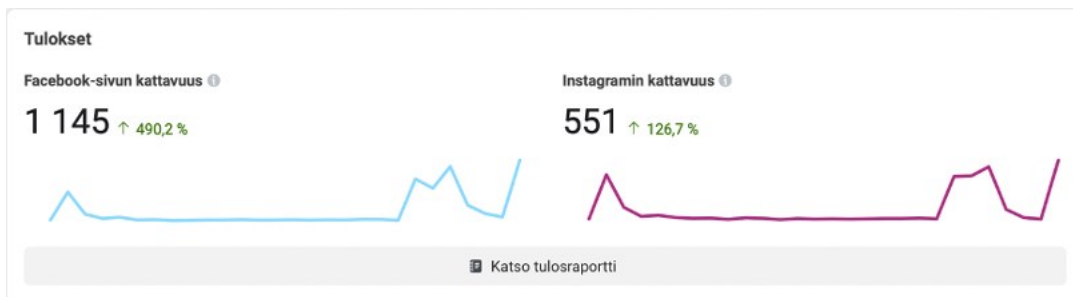 Tulokset
Facebook-sivun kattavuus
1 145 ↑ 490,2 %
Instagramin kattavuus
551 ↑ 126,7 %
Katso tulosraportti